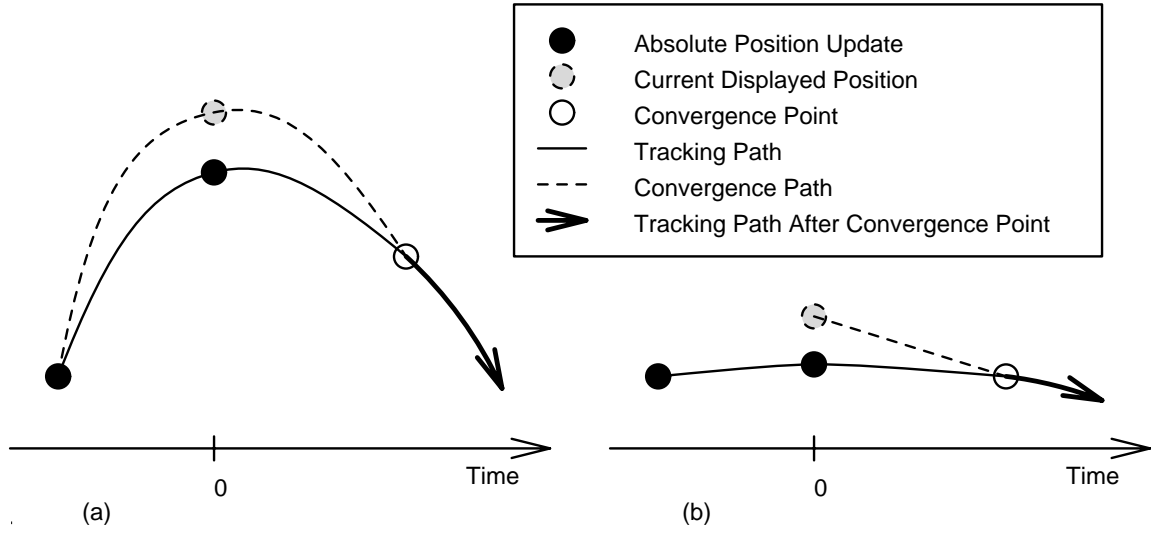 Absolute Position Update
Current Displayed Position
Convergence Point
Tracking Path
Convergence Path
Tracking Path After Convergence Point
Time
0
(a)
Time
0
(b)